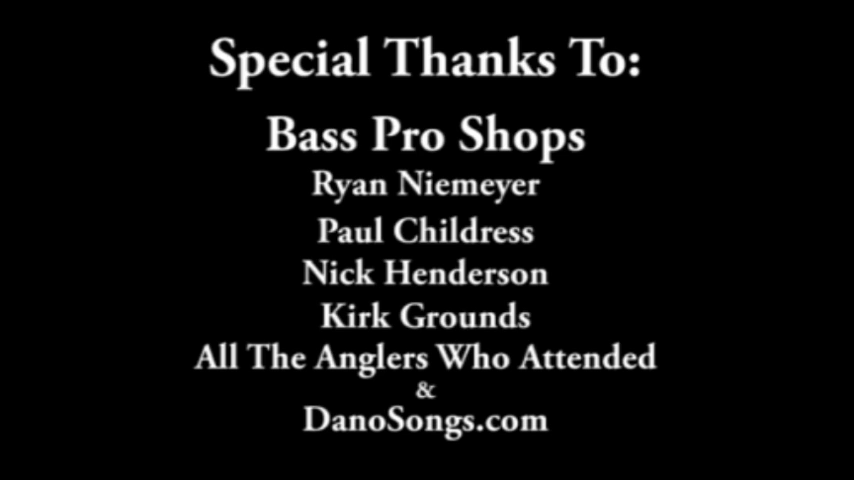 Special Thanks To:
Bass Pro Shops
Ryan Niemeyer
Paul Childress
Nick Henderson
Kirk Grounds
All The Anglers Who Attended
&
DanoSongs.com